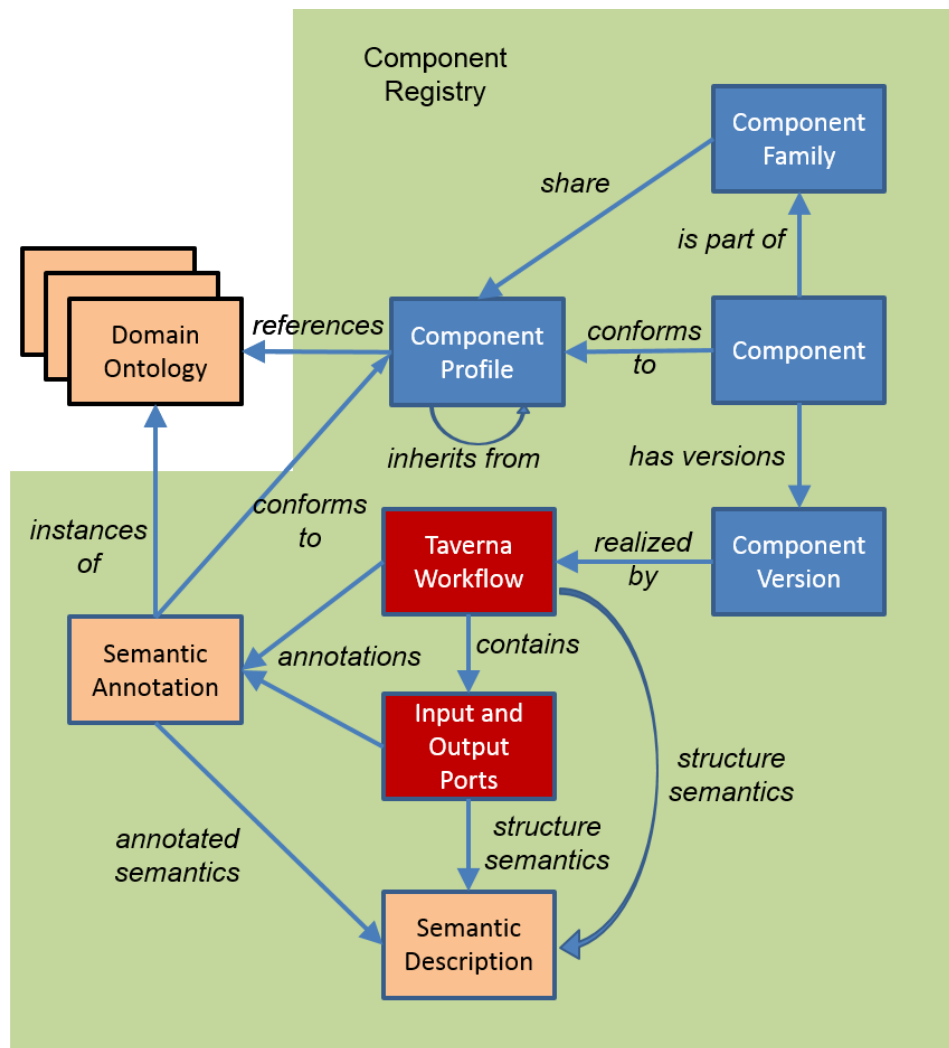 Component
Registry
Component
Family
share
is part of
Domain
Ontology
references
Component
Profile
conforms
to
Component
inherits from
has versions
instances
of
conforms
to
Taverna
Workflow
realized
by
Component
Version
Semantic
Annotation
annotations
contains
Input and
Output
Ports
structure
semantics
annotated
semantics
structure
semantics
Semantic
Description